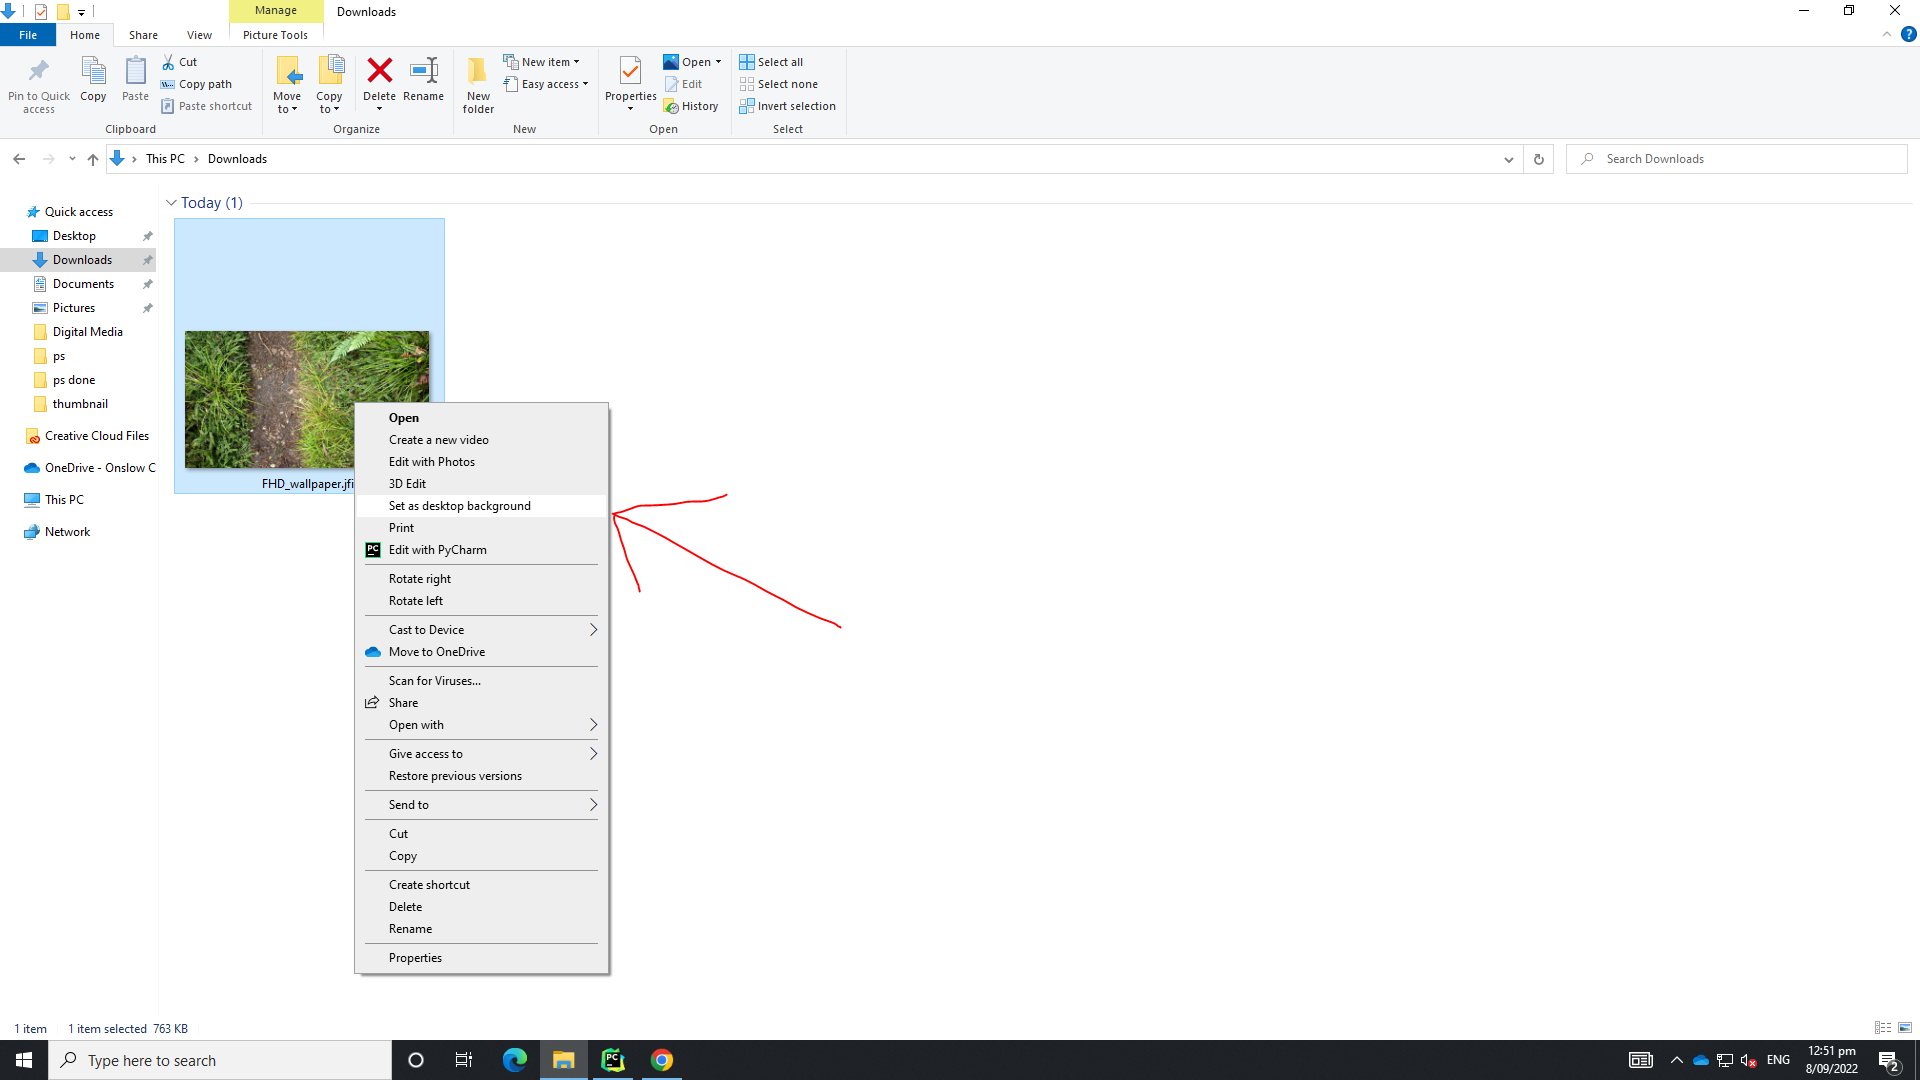 Manage
Downloads
File
Home
Share
View
Picture Tools
Pin to Quick
access
Copy
Paste
Cut
Copy path
Paste shortcut
Clipboard
Move
to
Copy
to
Delete
Rename
Organize
New
folder
New item
Easy access
New
Properties
Open
Edit
History
Open
Select all
Select none
Invert selection
Select
This PC
Downloads
Search Downloads
Quick access
Desktop
Downloads
Documents
Pictures
Digital Media
ps
ps done
thumbnail
Creative Cloud Files
OneDrive - Onslow C
This PC
Network
Today (1)
FHD_wallpaper.jfi
Open
Create a new video
Edit with Photos
3D Edit
Set as desktop background
Print
PC Edit with PyCharm
Rotate right
Rotate left
Cast to Device
Move to OneDrive
Scan for Viruses...
Share
Open with
Give access to
Restore previous versions
Send to
Cut
Copy
Create shortcut
Delete
Rename
Properties
1 item
1 item selected 763 KB
Type here to search
PC
ENG
12:51 pm
8/09/2022
2